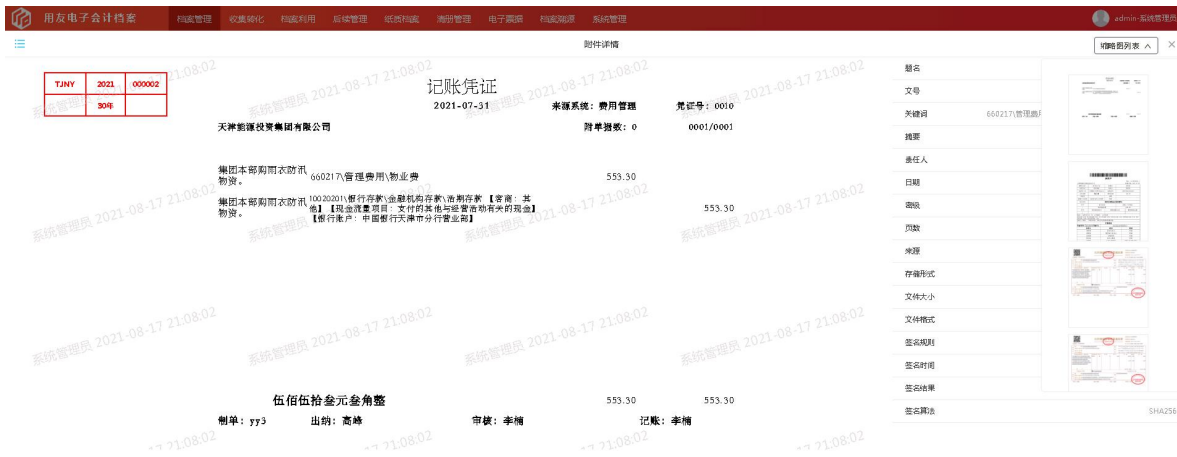 用友电子会计档案
档案管理 收集转化 档案利用 后续管理 纸质档案 清册管理 电子票据 档案溯源 系统管理
admin-系统管理员
附件详情
缩略图列表
TJNY 2021 000002
30年
记账凭证
2021-07-31 来源系统：费用管理 凭证号：0010
天津能源投资集团有限公司 附单据数：0 0001/0001
集团本部购雨衣防汛物资。 660217\管理费用\物业费 553.30
集团本部购雨衣防汛物资。 10020201\银行存款\金融机构存款\活期存款 【客商：其
他】【现金流量项目：支付的其他与经营活动有关的现金】 553.30
【银行账户：中国银行天津市分行营业部】
伍佰伍拾叁元叁角整 553.30 553.30
制单：yy3 出纳：高峰 审核：李楠 记账：李楠
题名
文号
关键词 660217\管理费用
摘要
责任人
日期
密级
页数
来源
存储形式
文件大小
文件格式
签名规则
签名时间
签名结果
签名算法 SHA256
系统管理员 2021-08-17 21:08:02